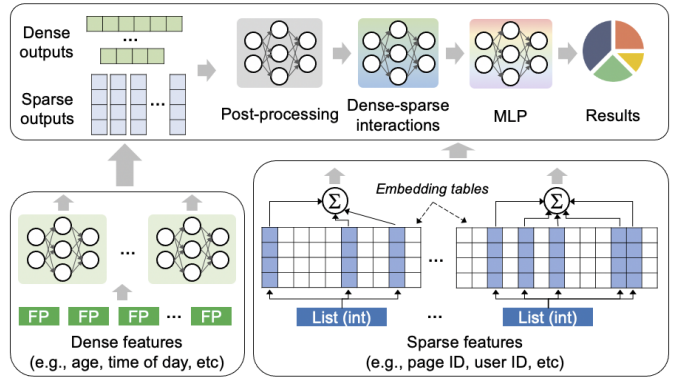 Dense
outputs
...
Sparse
outputs
...
Post-processing
Dense-sparse
interactions
MLP
Results
...
FP FP FP ... FP
Dense features
(e.g., age, time of day, etc)
Σ Σ
Embedding tables
...
List (int) ... List (int)
Sparse features
(e.g., page ID, user ID, etc)